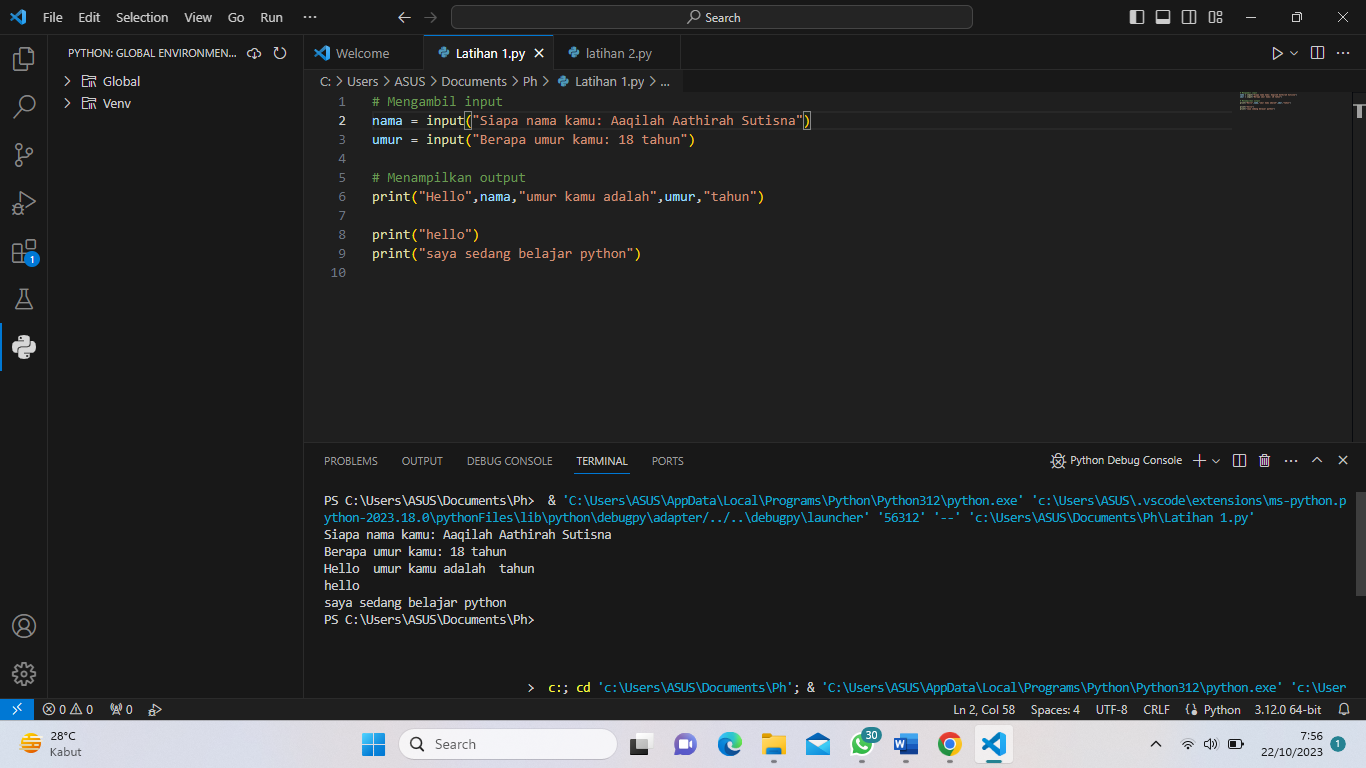 File Edit Selection View Go Run ··· Search
PYTHON: GLOBAL ENVIRONMEN...
Global
Venv
Welcome Latihan 1.py latihan 2.py
C: > Users > ASUS > Documents > Ph > Latihan 1.py > ...
1 # Mengambil input
2 nama = input("Siapa nama kamu: Aaqilah Aathirah Sutisna")
3 umur = input("Berapa umur kamu: 18 tahun")
4
5 # Menampilkan output
6 print("Hello",nama,"umur kamu adalah",umur,"tahun")
7
8 print("hello")
9 print("saya sedang belajar python")
10
1
PROBLEMS OUTPUT DEBUG CONSOLE TERMINAL PORTS Python Debug Console
PS C:\Users\ASUS\Documents\Ph>  & 'C:\Users\ASUS\AppData\Local\Programs\Python\Python312\python.exe' 'c:\Users\ASUS\.vscode\extensions\ms-python.p
ython-2023.18.0\pythonFiles\lib\python\debugpy\adapter/../..\debugpy\launcher' '56312' '--' 'c:\Users\ASUS\Documents\Ph\Latihan 1.py'
Siapa nama kamu: Aaqilah Aathirah Sutisna
Berapa umur kamu: 18 tahun
Hello  umur kamu adalah  tahun
hello
saya sedang belajar python
PS C:\Users\ASUS\Documents\Ph>
> c:; cd 'c:\Users\ASUS\Documents\Ph'; & 'C:\Users\ASUS\AppData\Local\Programs\Python\Python312\python.exe' 'c:\User
0 0 0 Ln 2, Col 58 Spaces: 4 UTF-8 CRLF Python 3.12.0 64-bit
28°C
Kabut
Search
30
7:56
22/10/2023
1